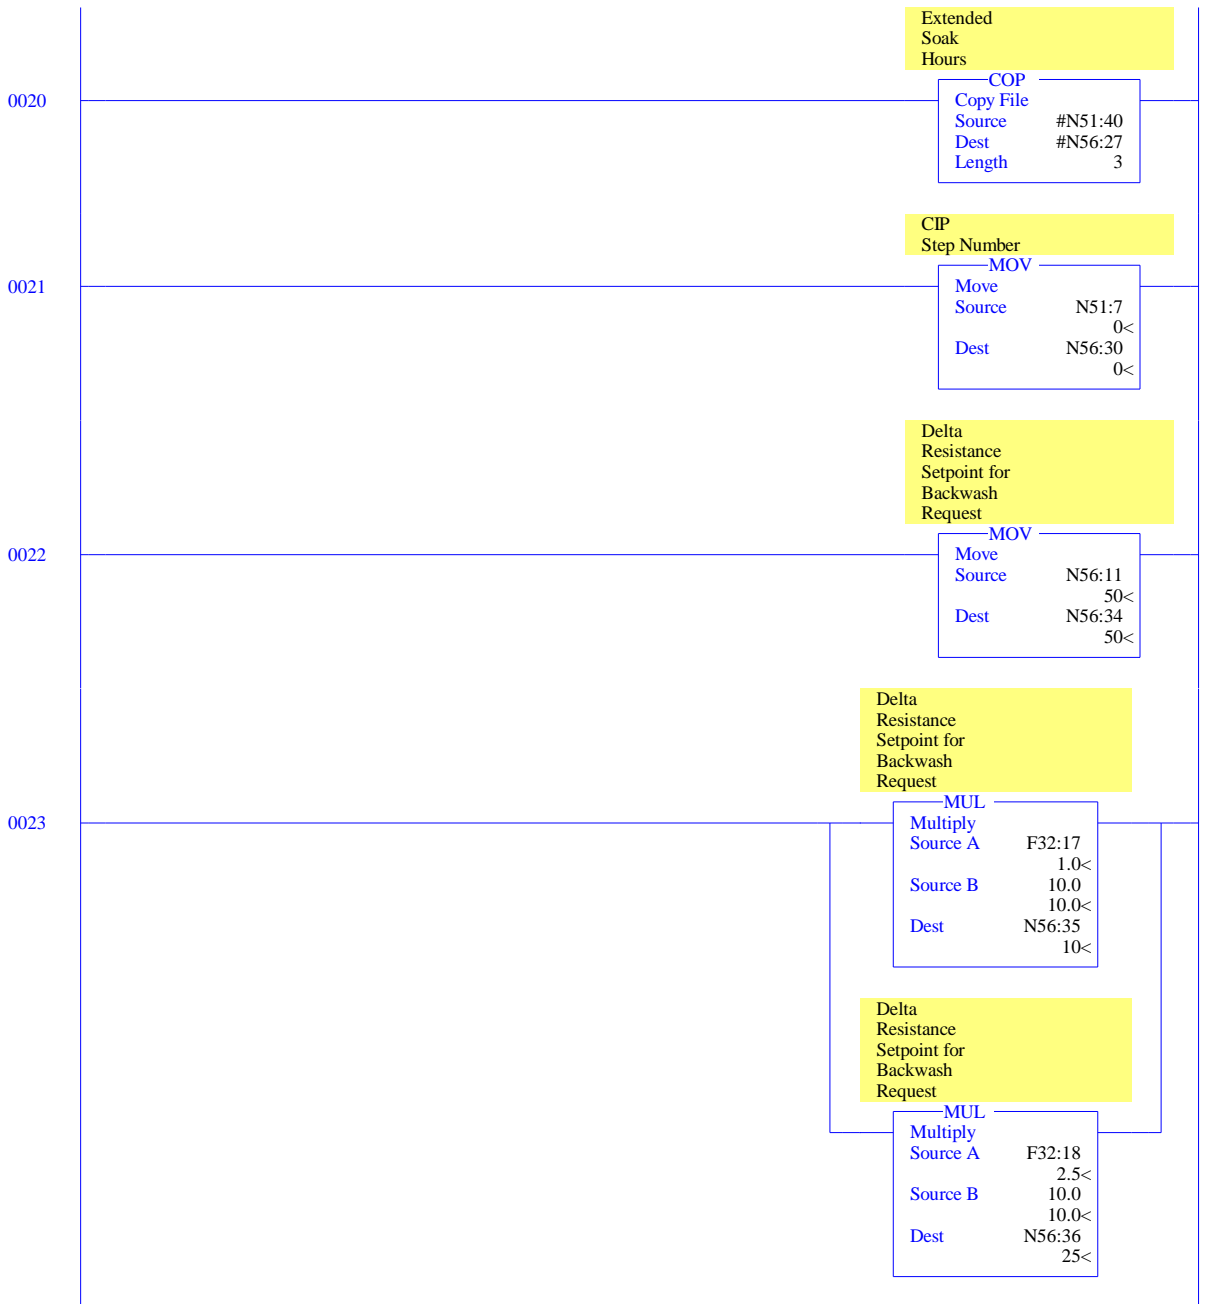 Extended
Soak
Hours
COP
0020
Copy File
Source #N51:40
Dest #N56:27
Length 3
CIP
Step Number
MOV
0021
Move
Source N51:7
0<
Dest N56:30
0<
Delta
Resistance
Setpoint for
Backwash
Request
MOV
0022
Move
Source N56:11
50<
Dest N56:34
50<
Delta
Resistance
Setpoint for
Backwash
Request
MUL
0023
Multiply
Source A F32:17
1.0<
Source B 10.0
10.0<
Dest N56:35
10<
Delta
Resistance
Setpoint for
Backwash
Request
MUL
Multiply
Source A F32:18
2.5<
Source B 10.0
10.0<
Dest N56:36
25<